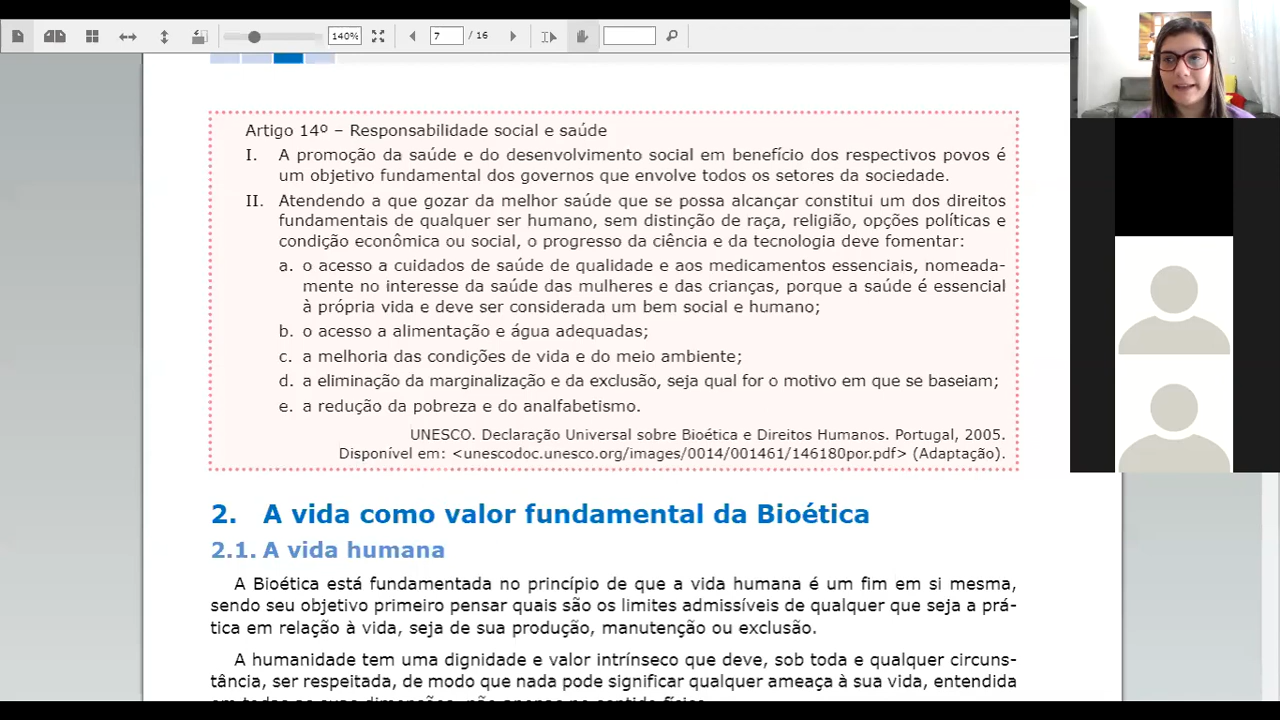 140%
7
/ 16
Artigo 14º – Responsabilidade social e saúde
I. A promoção da saúde e do desenvolvimento social em benefício dos respectivos povos é
um objetivo fundamental dos governos que envolve todos os setores da sociedade.
II. Atendendo a que gozar da melhor saúde que se possa alcançar constitui um dos direitos
fundamentais de qualquer ser humano, sem distinção de raça, religião, opções políticas e
condição econômica ou social, o progresso da ciência e da tecnologia deve fomentar:
a. o acesso a cuidados de saúde de qualidade e aos medicamentos essenciais, nomeada-
mente no interesse da saúde das mulheres e das crianças, porque a saúde é essencial
à própria vida e deve ser considerada um bem social e humano;
b. o acesso a alimentação e água adequadas;
c. a melhoria das condições de vida e do meio ambiente;
d. a eliminação da marginalização e da exclusão, seja qual for o motivo em que se baseiam;
e. a redução da pobreza e do analfabetismo.
UNESCO. Declaração Universal sobre Bioética e Direitos Humanos. Portugal, 2005.
Disponível em: <unescodoc.unesco.org/images/0014/001461/146180por.pdf> (Adaptação).
2. A vida como valor fundamental da Bioética
2.1. A vida humana
A Bioética está fundamentada no princípio de que a vida humana é um fim em si mesma,
sendo seu objetivo primeiro pensar quais são os limites admissíveis de qualquer que seja a prá-
tica em relação à vida, seja de sua produção, manutenção ou exclusão.
A humanidade tem uma dignidade e valor intrínseco que deve, sob toda e qualquer circuns-
tância, ser respeitada, de modo que nada pode significar qualquer ameaça à sua vida, entendida